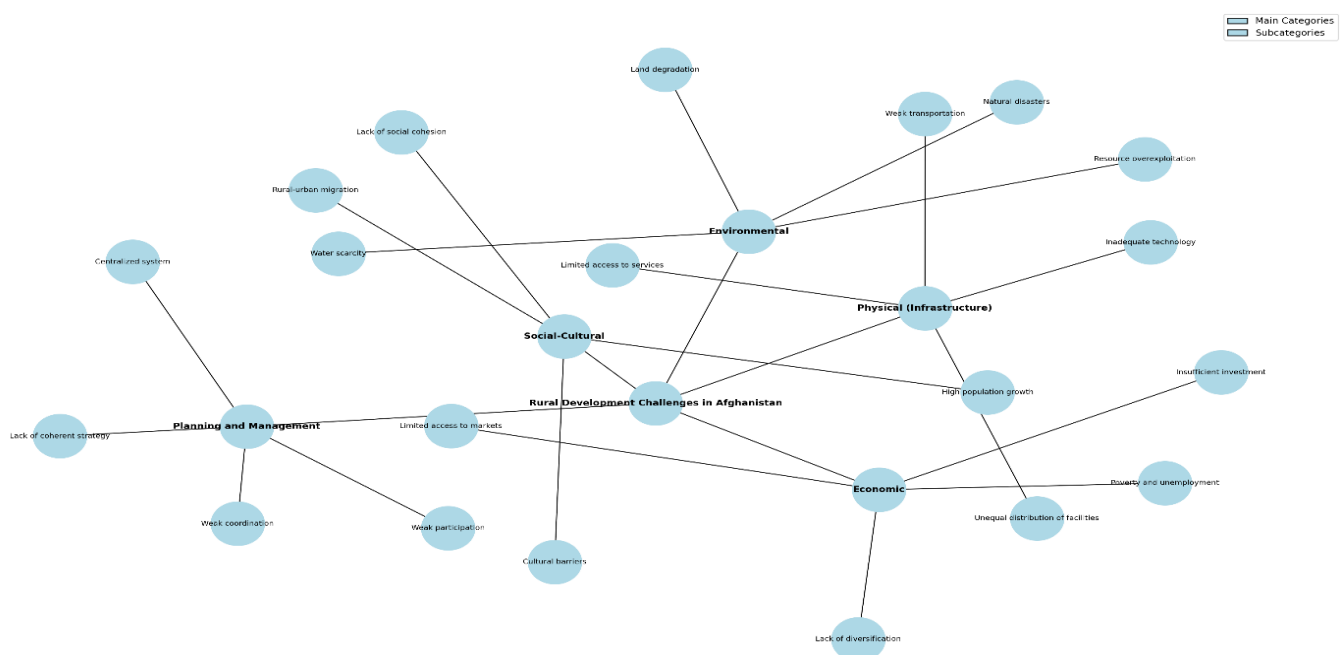 Main Categories
Subcategories
Land degradation
Natural disasters
Weak transportation
Lack of social cohesion
Resource overexploitation
Rural-urban migration
Environmental
Inadequate technology
Water scarcity
Centralized system
Limited access to services
Physical (Infrastructure)
Social-Cultural
Insufficient investment
High population growth
Rural Development Challenges in Afghanistan
Planning and Management
Limited access to markets
Lack of coherent strategy
Poverty and unemployment
Economic
Unequal distribution of facilities
Weak coordination
Weak participation
Cultural barriers
Lack of diversification